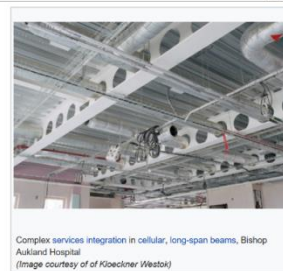 Complex services integration in cellular, long-span beams, Bishop
Aukland Hospital
(Image courtesy of of Kloeckner Westok)